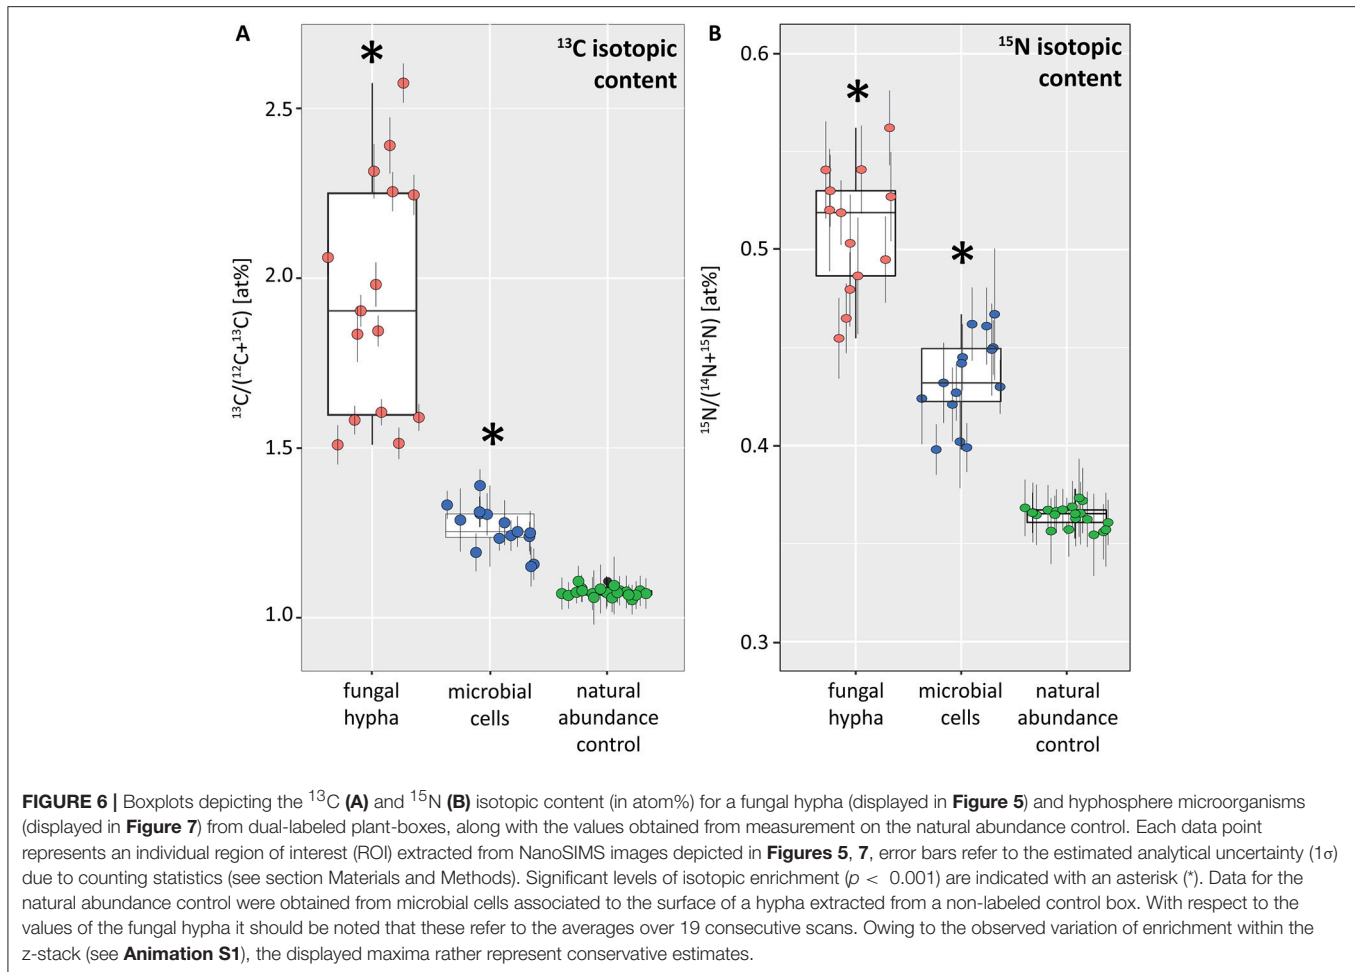 A
*
¹³C isotopic
content
2.5
2.0
1.5
1.0
¹³C/(¹²C+¹³C) [at%]
*
fungal
hypha
microbial
cells
natural
abundance
control
B
¹⁵N isotopic
content
0.6
0.5
0.4
0.3
¹⁵N/(¹⁴N+¹⁵N) [at%]
*
*
fungal
hypha
microbial
cells
natural
abundance
control
FIGURE 6 | Boxplots depicting the ¹³C (A) and ¹⁵N (B) isotopic content (in atom%) for a fungal hypha (displayed in Figure 5) and hyphosphere microorganisms
(displayed in Figure 7) from dual-labeled plant-boxes, along with the values obtained from measurement on the natural abundance control. Each data point
represents an individual region of interest (ROI) extracted from NanoSIMS images depicted in Figures 5, 7, error bars refer to the estimated analytical uncertainty (1σ)
due to counting statistics (see section Materials and Methods). Significant levels of isotopic enrichment (p < 0.001) are indicated with an asterisk (*). Data for the
natural abundance control were obtained from microbial cells associated to the surface of a hypha extracted from a non-labeled control box. With respect to the
values of the fungal hypha it should be noted that these refer to the averages over 19 consecutive scans. Owing to the observed variation of enrichment within the
z-stack (see Animation S1), the displayed maxima rather represent conservative estimates.